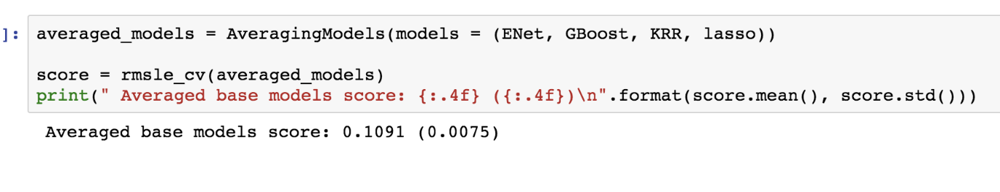 ]: averaged_models = AveragingModels(models = (ENet, GBoost, KRR, lasso))
score = rmsle_cv(averaged_models)
print(" Averaged base models score: {:.4f} ({:.4f})\n".format(score.mean(), score.std()))
Averaged base models score: 0.1091 (0.0075)